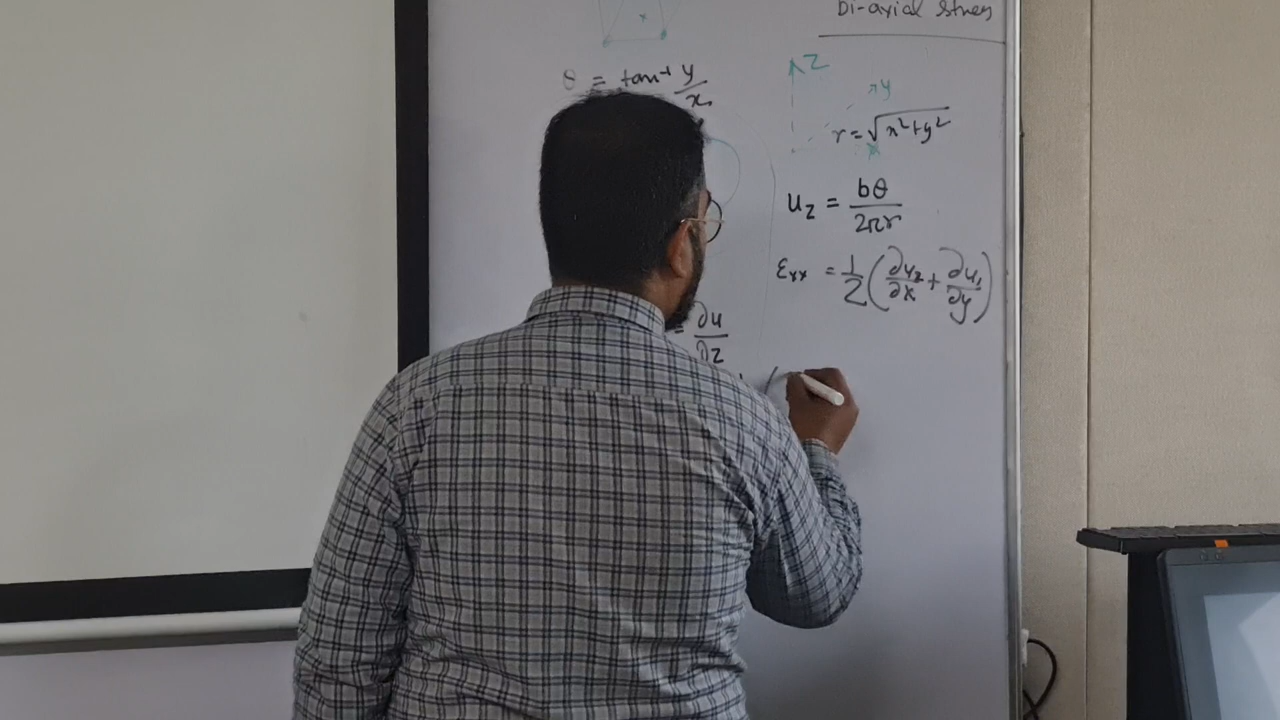 Bi-axial stress
z
θ = tan⁻¹ y/x
y
r = √x²+y²
x
u_z = bθ/2πr
ε_xx = 1/2 (∂u_z/∂x + ∂u_1/∂y)
= ∂u/∂z